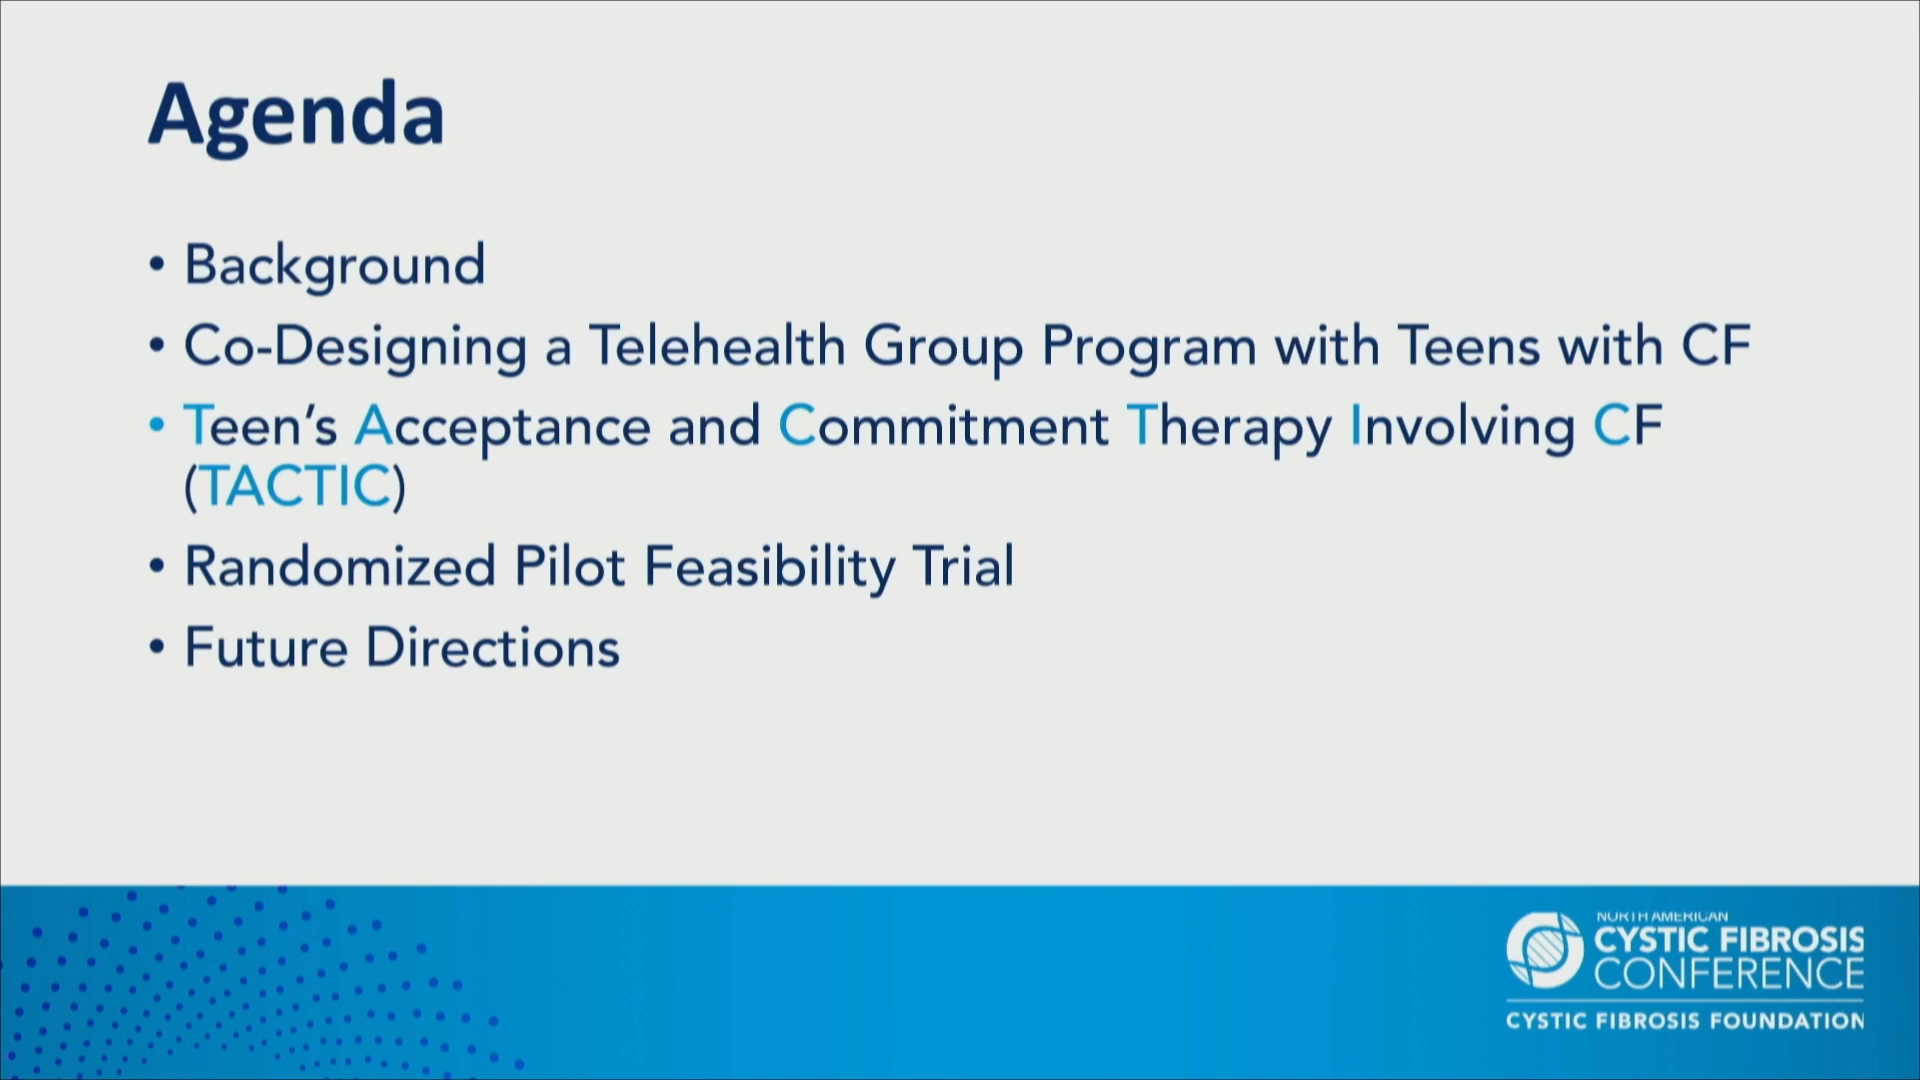 Agenda
• Background
• Co-Designing a Telehealth Group Program with Teens with CF
• Teen's Acceptance and Commitment Therapy Involving CF
(TACTIC)
• Randomized Pilot Feasibility Trial
• Future Directions
NORTH AMERICAN
CYSTIC FIBROSIS
CONFERENCE
CYSTIC FIBROSIS FOUNDATION